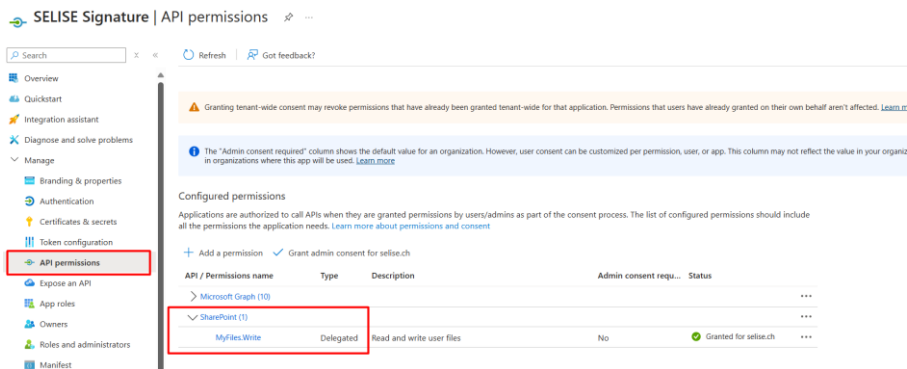 SELISE Signature | API permissions
Search
Refresh
Got feedback?
Overview
Quickstart
Integration assistant
Diagnose and solve problems
Manage
Branding & properties
Authentication
Certificates & secrets
Token configuration
API permissions
Expose an API
App roles
Owners
Roles and administrators
Manifest
Granting tenant-wide consent may revoke permissions that have already been granted tenant-wide for that application. Permissions that users have already granted on their own behalf aren't affected. Learn m
The "Admin consent required" column shows the default value for an organization. However, user consent can be customized per permission, user, or app. This column may not reflect the value in your organiz
in organizations where this app will be used. Learn more
Configured permissions
Applications are authorized to call APIs when they are granted permissions by users/admins as part of the consent process. The list of configured permissions should include
all the permissions the application needs. Learn more about permissions and consent
Add a permission
Grant admin consent for selise.ch
API / Permissions name Type Description Admin consent requ... Status
Microsoft Graph (10)
SharePoint (1)
MyFiles.Write Delegated Read and write user files No Granted for selise.ch